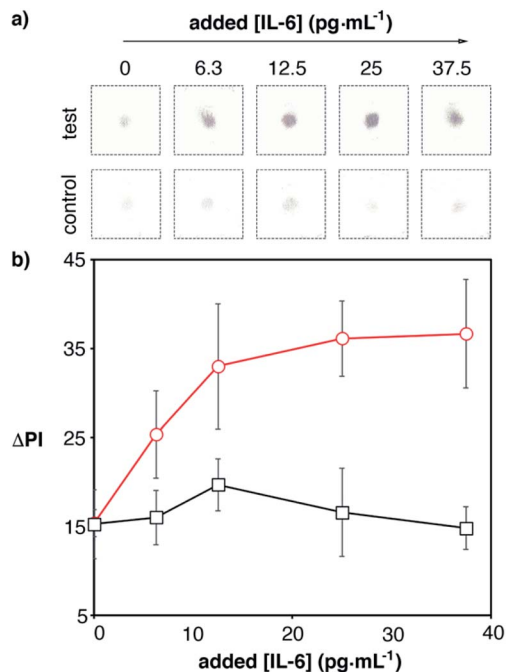 a) added [IL-6] (pg·mL⁻¹)
0 6.3 12.5 25 37.5
test
control
b)
45
35
ΔPI 25
15
5
0 10 20 30 40
added [IL-6] (pg·mL⁻¹)